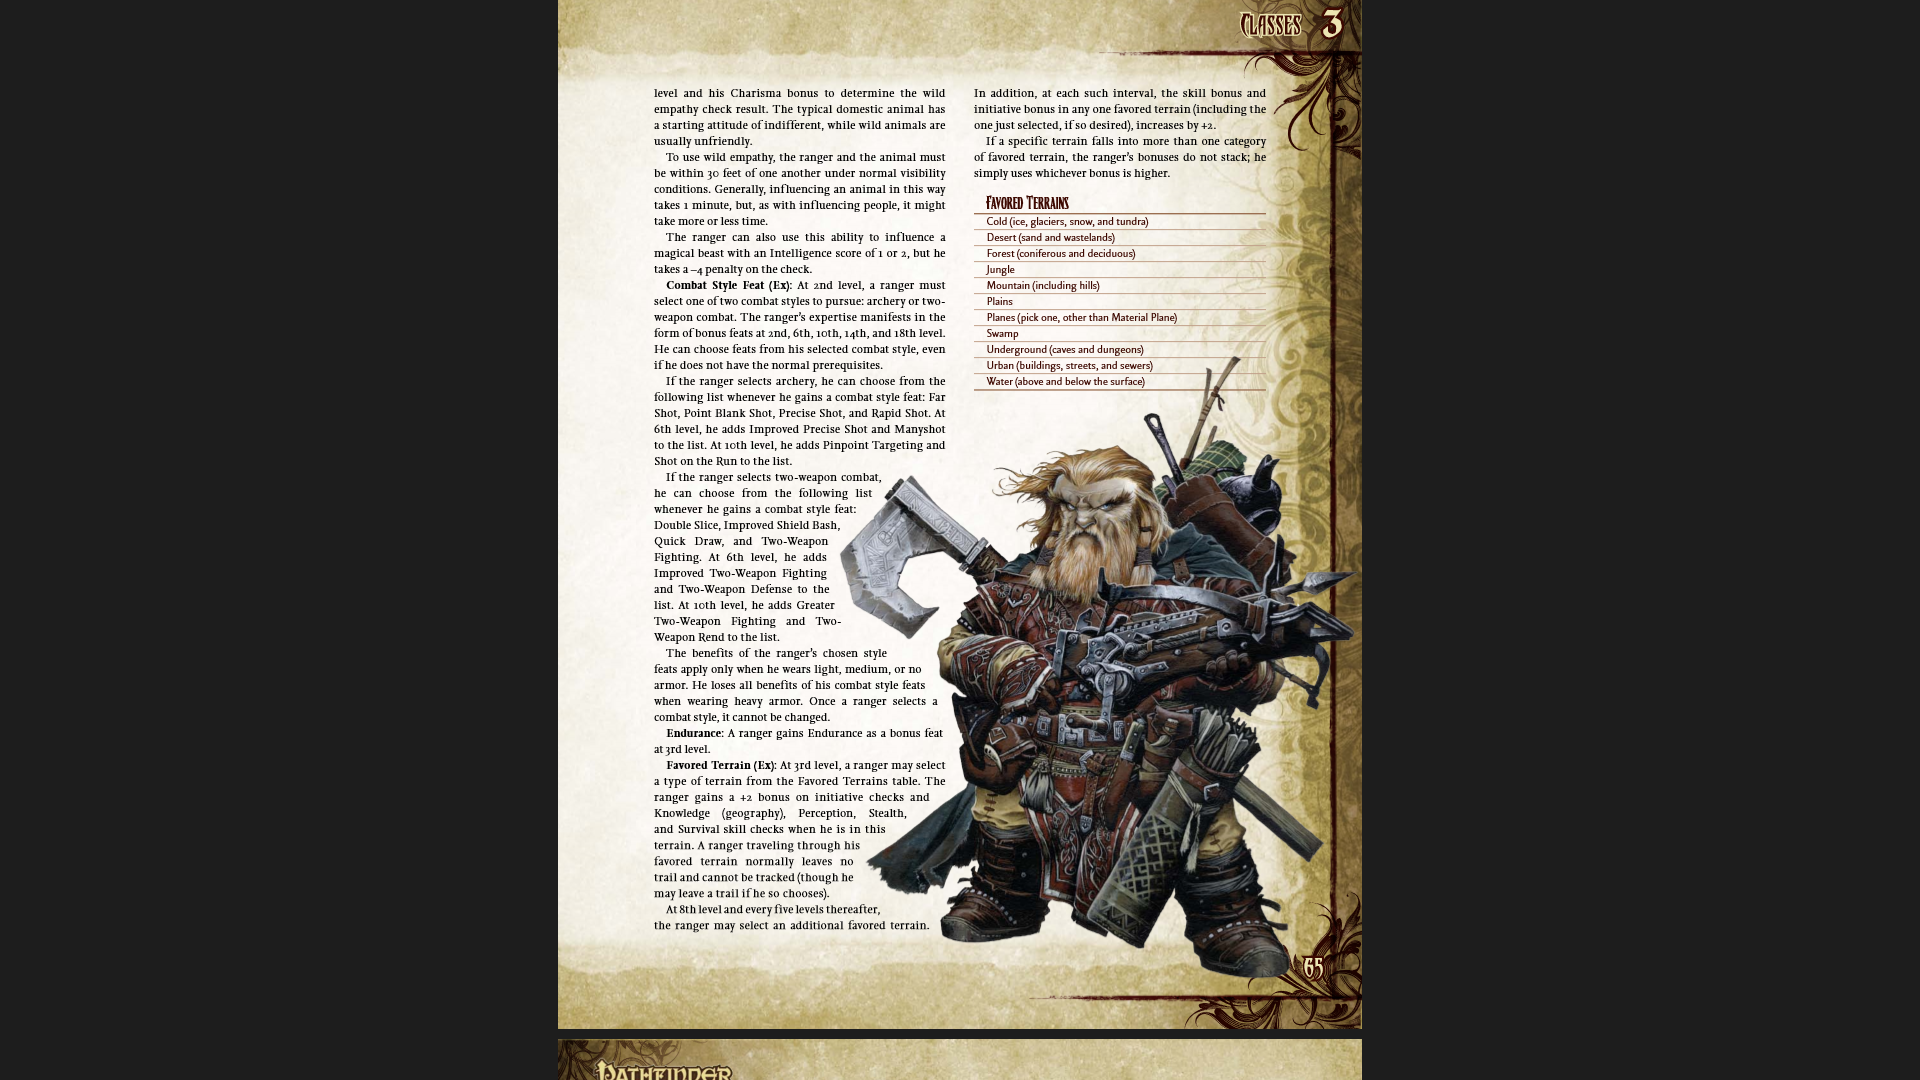 CLASSES 3
level and his Charisma bonus to determine the wild
empathy check result. The typical domestic animal has
a starting attitude of indifferent, while wild animals are
usually unfriendly.
To use wild empathy, the ranger and the animal must
be within 30 feet of one another under normal visibility
conditions. Generally, influencing an animal in this way
takes 1 minute, but, as with influencing people, it might
take more or less time.
The ranger can also use this ability to influence a
magical beast with an Intelligence score of 1 or 2, but he
takes a –4 penalty on the check.
Combat Style Feat (Ex): At 2nd level, a ranger must
select one of two combat styles to pursue: archery or two-
weapon combat. The ranger's expertise manifests in the
form of bonus feats at 2nd, 6th, 10th, 14th, and 18th level.
He can choose feats from his selected combat style, even
if he does not have the normal prerequisites.
If the ranger selects archery, he can choose from the
following list whenever he gains a combat style feat: Far
Shot, Point Blank Shot, Precise Shot, and Rapid Shot. At
6th level, he adds Improved Precise Shot and Manyshot
to the list. At 10th level, he adds Pinpoint Targeting and
Shot on the Run to the list.
If the ranger selects two-weapon combat,
he can choose from the following list
whenever he gains a combat style feat:
Double Slice, Improved Shield Bash,
Quick Draw, and Two-Weapon
Fighting. At 6th level, he adds
Improved Two-Weapon Fighting
and Two-Weapon Defense to the
list. At 10th level, he adds Greater
Two-Weapon Fighting and Two-
Weapon Rend to the list.
The benefits of the ranger's chosen style
feats apply only when he wears light, medium, or no
armor. He loses all benefits of his combat style feats
when wearing heavy armor. Once a ranger selects a
combat style, it cannot be changed.
Endurance: A ranger gains Endurance as a bonus feat
at 3rd level.
Favored Terrain (Ex): At 3rd level, a ranger may select
a type of terrain from the Favored Terrains table. The
ranger gains a +2 bonus on initiative checks and
Knowledge (geography), Perception, Stealth,
and Survival skill checks when he is in this
terrain. A ranger traveling through his
favored terrain normally leaves no
trail and cannot be tracked (though he
may leave a trail if he so chooses).
At 8th level and every five levels thereafter,
the ranger may select an additional favored terrain.
In addition, at each such interval, the skill bonus and
initiative bonus in any one favored terrain (including the
one just selected, if so desired), increases by +2.
If a specific terrain falls into more than one category
of favored terrain, the ranger's bonuses do not stack; he
simply uses whichever bonus is higher.
FAVORED TERRAINS
Cold (ice, glaciers, snow, and tundra)
Desert (sand and wastelands)
Forest (coniferous and deciduous)
Jungle
Mountain (including hills)
Plains
Planes (pick one, other than Material Plane)
Swamp
Underground (caves and dungeons)
Urban (buildings, streets, and sewers)
Water (above and below the surface)
65
PATHFINDER